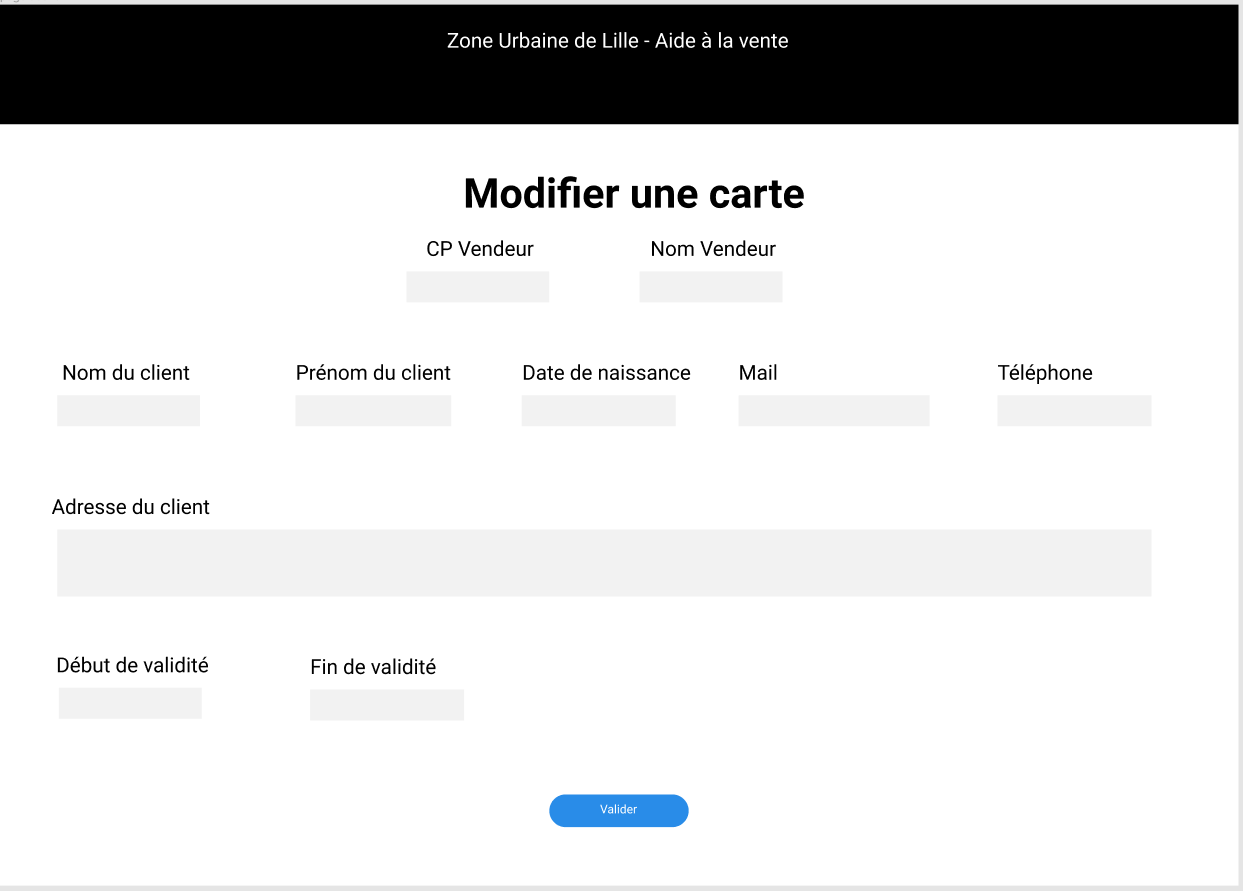 Zone Urbaine de Lille - Aide à la vente
Modifier une carte
CP Vendeur
Nom Vendeur
Nom du client
Prénom du client
Date de naissance
Mail
Téléphone
Adresse du client
Début de validité
Fin de validité
Valider